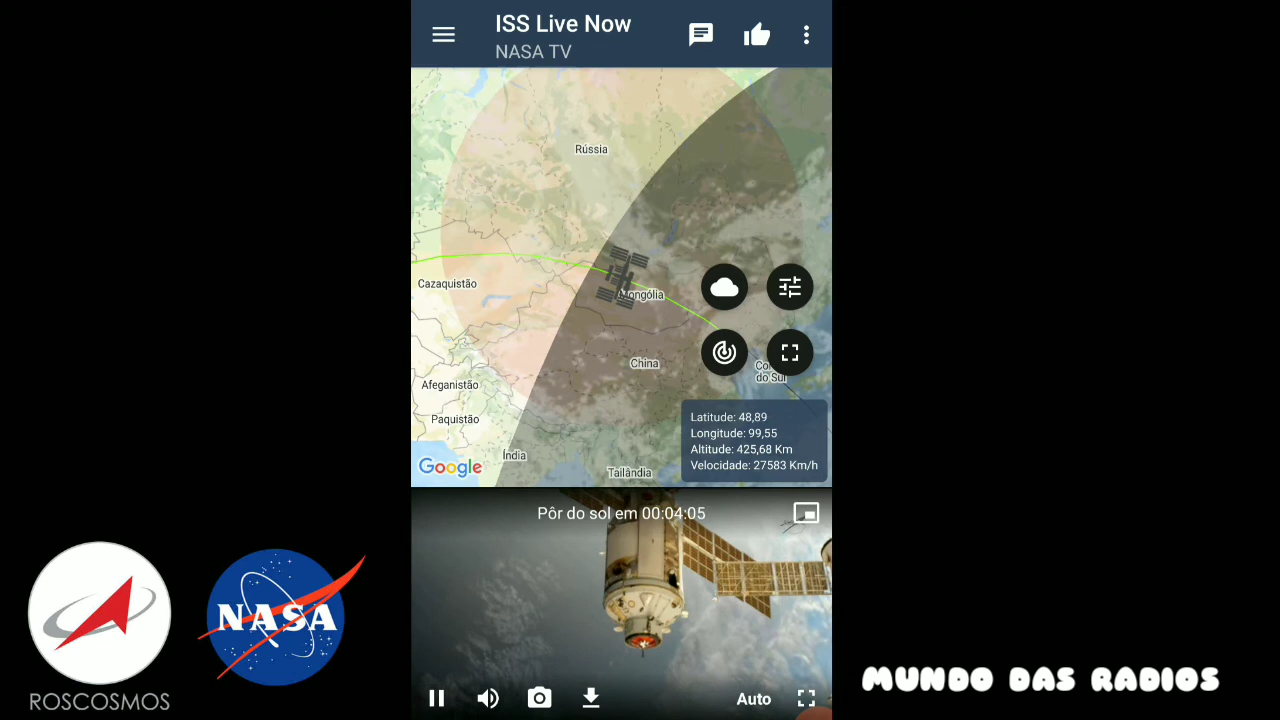 ISS Live Now
NASA TV
Rússia
Cazaquistão
Mongólia
China
Afeganistão
do Sul
Paquistão
Índia
Tailândia
Google
Latitude: 48,89
Longitude: 99,55
Altitude: 425,68 Km
Velocidade: 27583 Km/h
Pôr do sol em 00:04:05
Auto
NASA
ROSCOSMOS
MUNDO DAS RADIOS